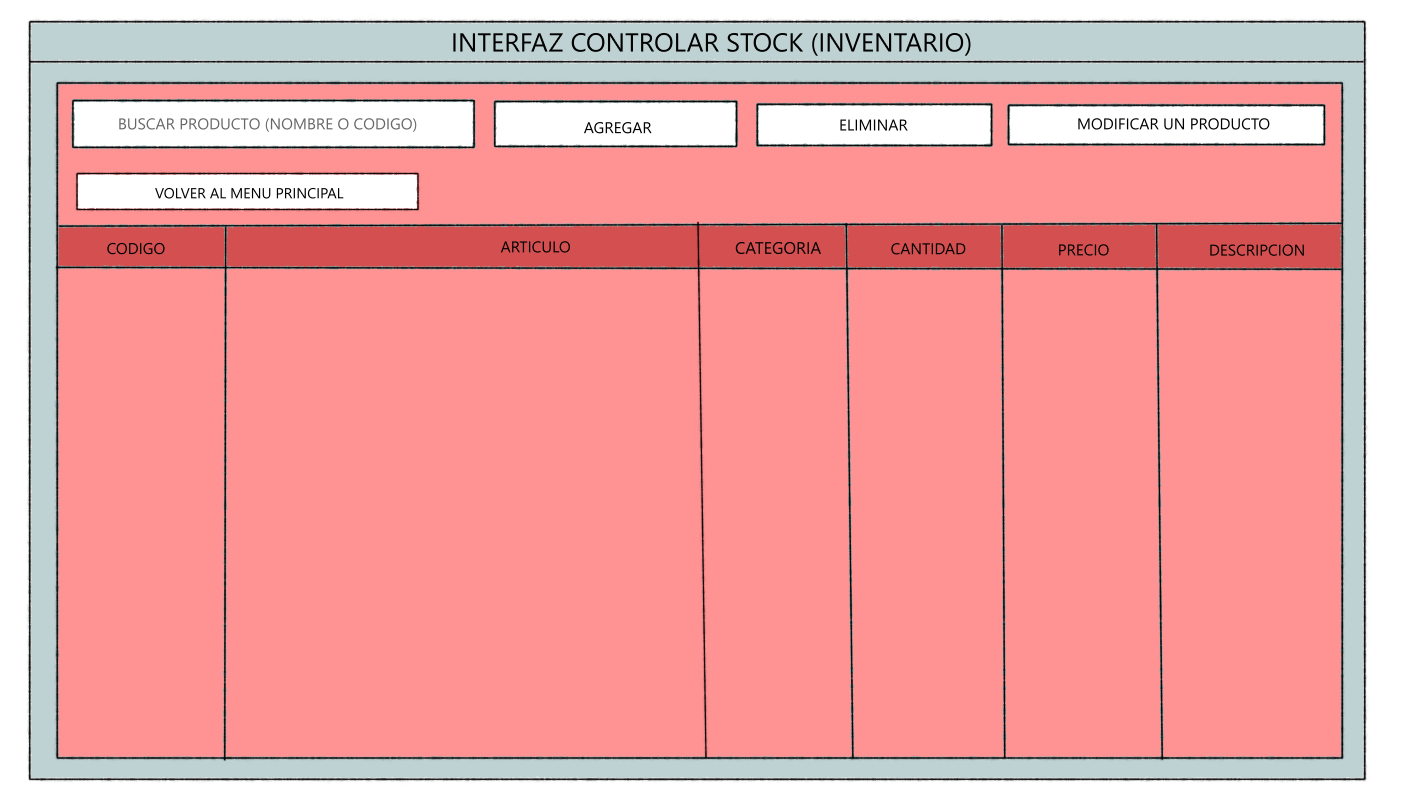 INTERFAZ CONTROLAR STOCK (INVENTARIO)
BUSCAR PRODUCTO (NOMBRE O CODIGO)
AGREGAR
ELIMINAR
MODIFICAR UN PRODUCTO
VOLVER AL MENU PRINCIPAL
CODIGO
ARTICULO
CATEGORIA
CANTIDAD
PRECIO
DESCRIPCION